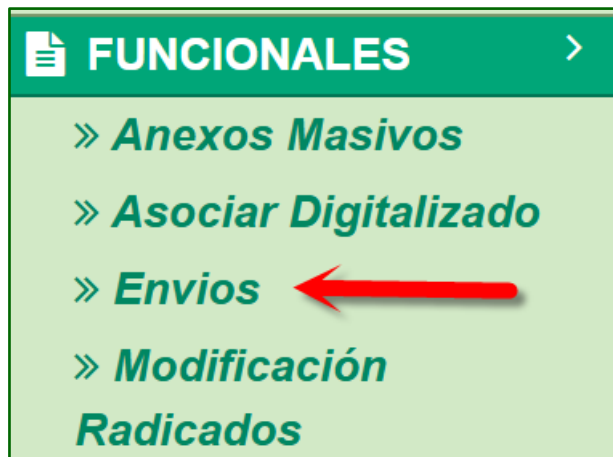 FUNCIONALES
» Anexos Masivos
» Asociar Digitalizado
» Envios
» Modificación
Radicados